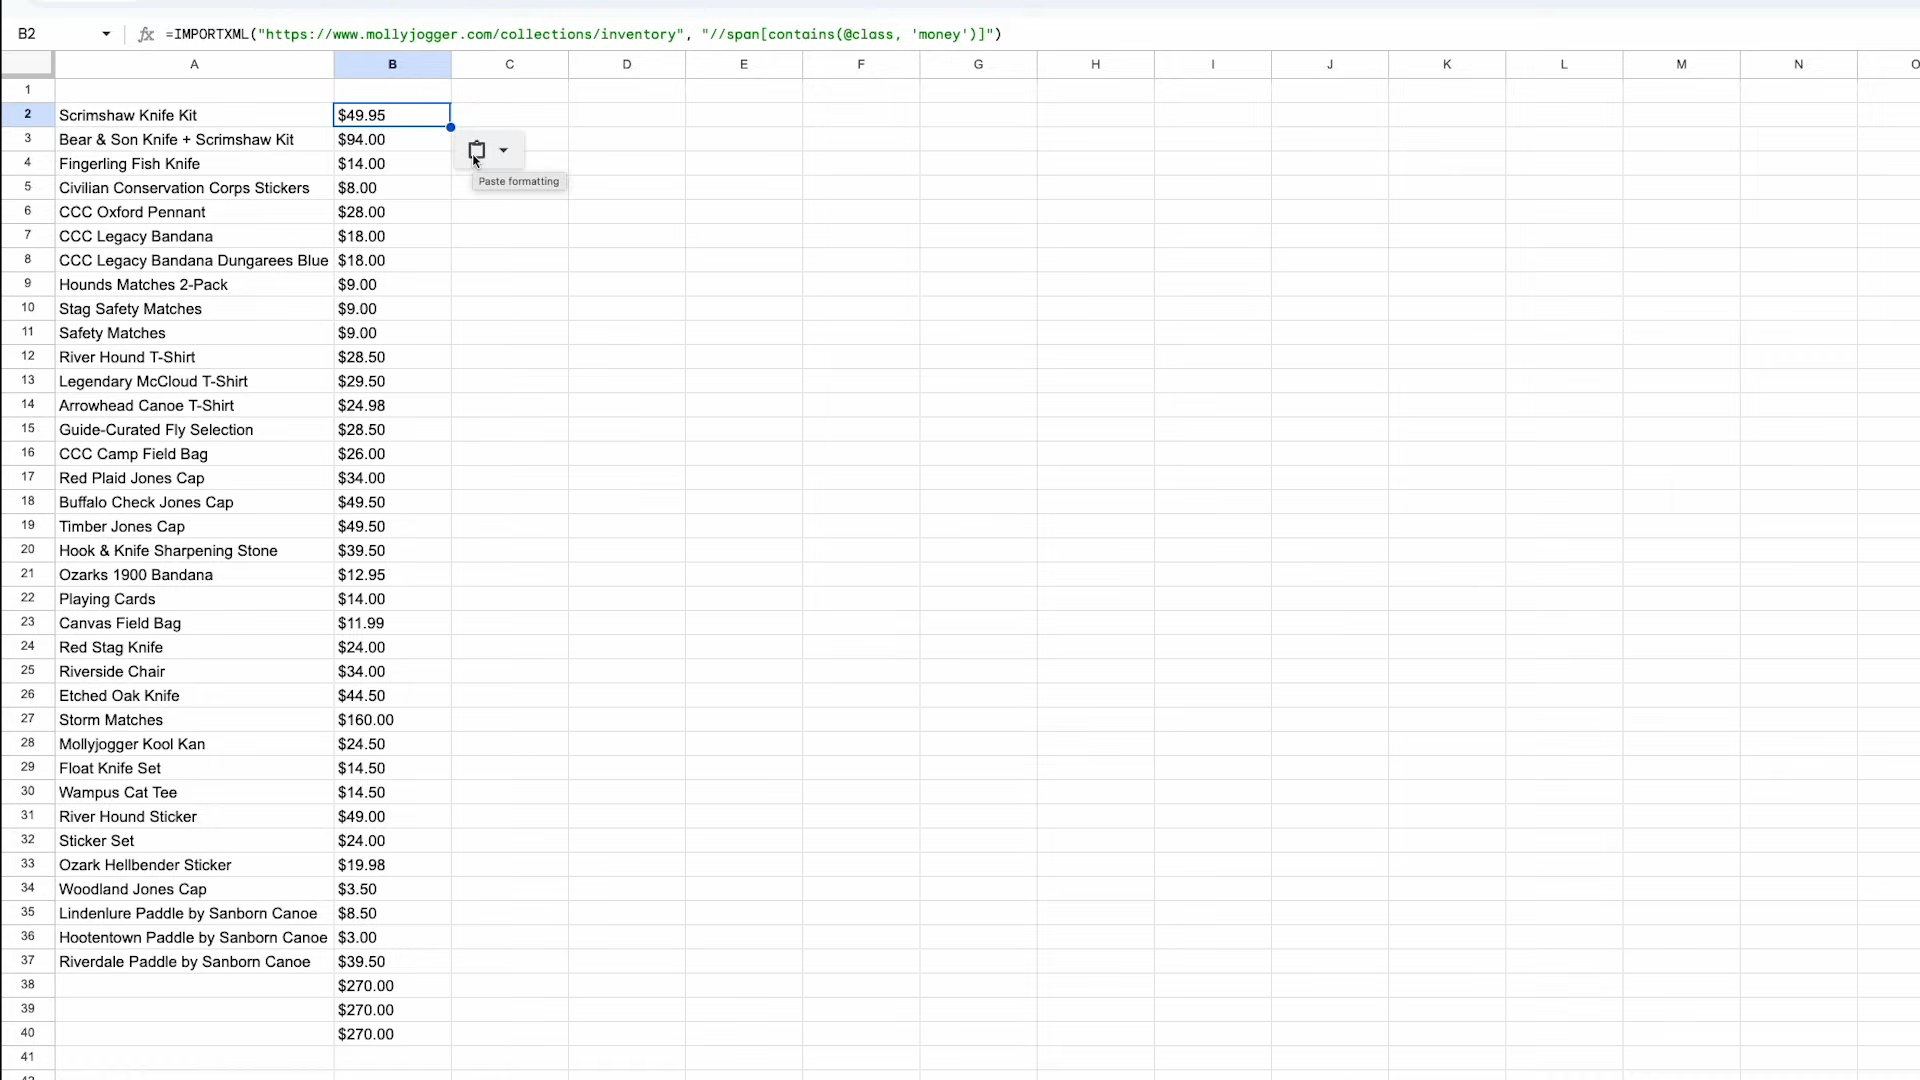 B2 fx =IMPORTXML("https://www.mollyjogger.com/collections/inventory", "//span[contains(@class, 'money')]")
A B C D E F G H I J K L M N O
1
2 Scrimshaw Knife Kit $49.95
3 Bear & Son Knife + Scrimshaw Kit $94.00
4 Fingerling Fish Knife $14.00
Paste formatting
5 Civilian Conservation Corps Stickers $8.00
6 CCC Oxford Pennant $28.00
7 CCC Legacy Bandana $18.00
8 CCC Legacy Bandana Dungarees Blue $18.00
9 Hounds Matches 2-Pack $9.00
10 Stag Safety Matches $9.00
11 Safety Matches $9.00
12 River Hound T-Shirt $28.50
13 Legendary McCloud T-Shirt $29.50
14 Arrowhead Canoe T-Shirt $24.98
15 Guide-Curated Fly Selection $28.50
16 CCC Camp Field Bag $26.00
17 Red Plaid Jones Cap $34.00
18 Buffalo Check Jones Cap $49.50
19 Timber Jones Cap $49.50
20 Hook & Knife Sharpening Stone $39.50
21 Ozarks 1900 Bandana $12.95
22 Playing Cards $14.00
23 Canvas Field Bag $11.99
24 Red Stag Knife $24.00
25 Riverside Chair $34.00
26 Etched Oak Knife $44.50
27 Storm Matches $160.00
28 Mollyjogger Kool Kan $24.50
29 Float Knife Set $14.50
30 Wampus Cat Tee $14.50
31 River Hound Sticker $49.00
32 Sticker Set $24.00
33 Ozark Hellbender Sticker $19.98
34 Woodland Jones Cap $3.50
35 Lindenlure Paddle by Sanborn Canoe $8.50
36 Hootentown Paddle by Sanborn Canoe $3.00
37 Riverdale Paddle by Sanborn Canoe $39.50
38 $270.00
39 $270.00
40 $270.00
41